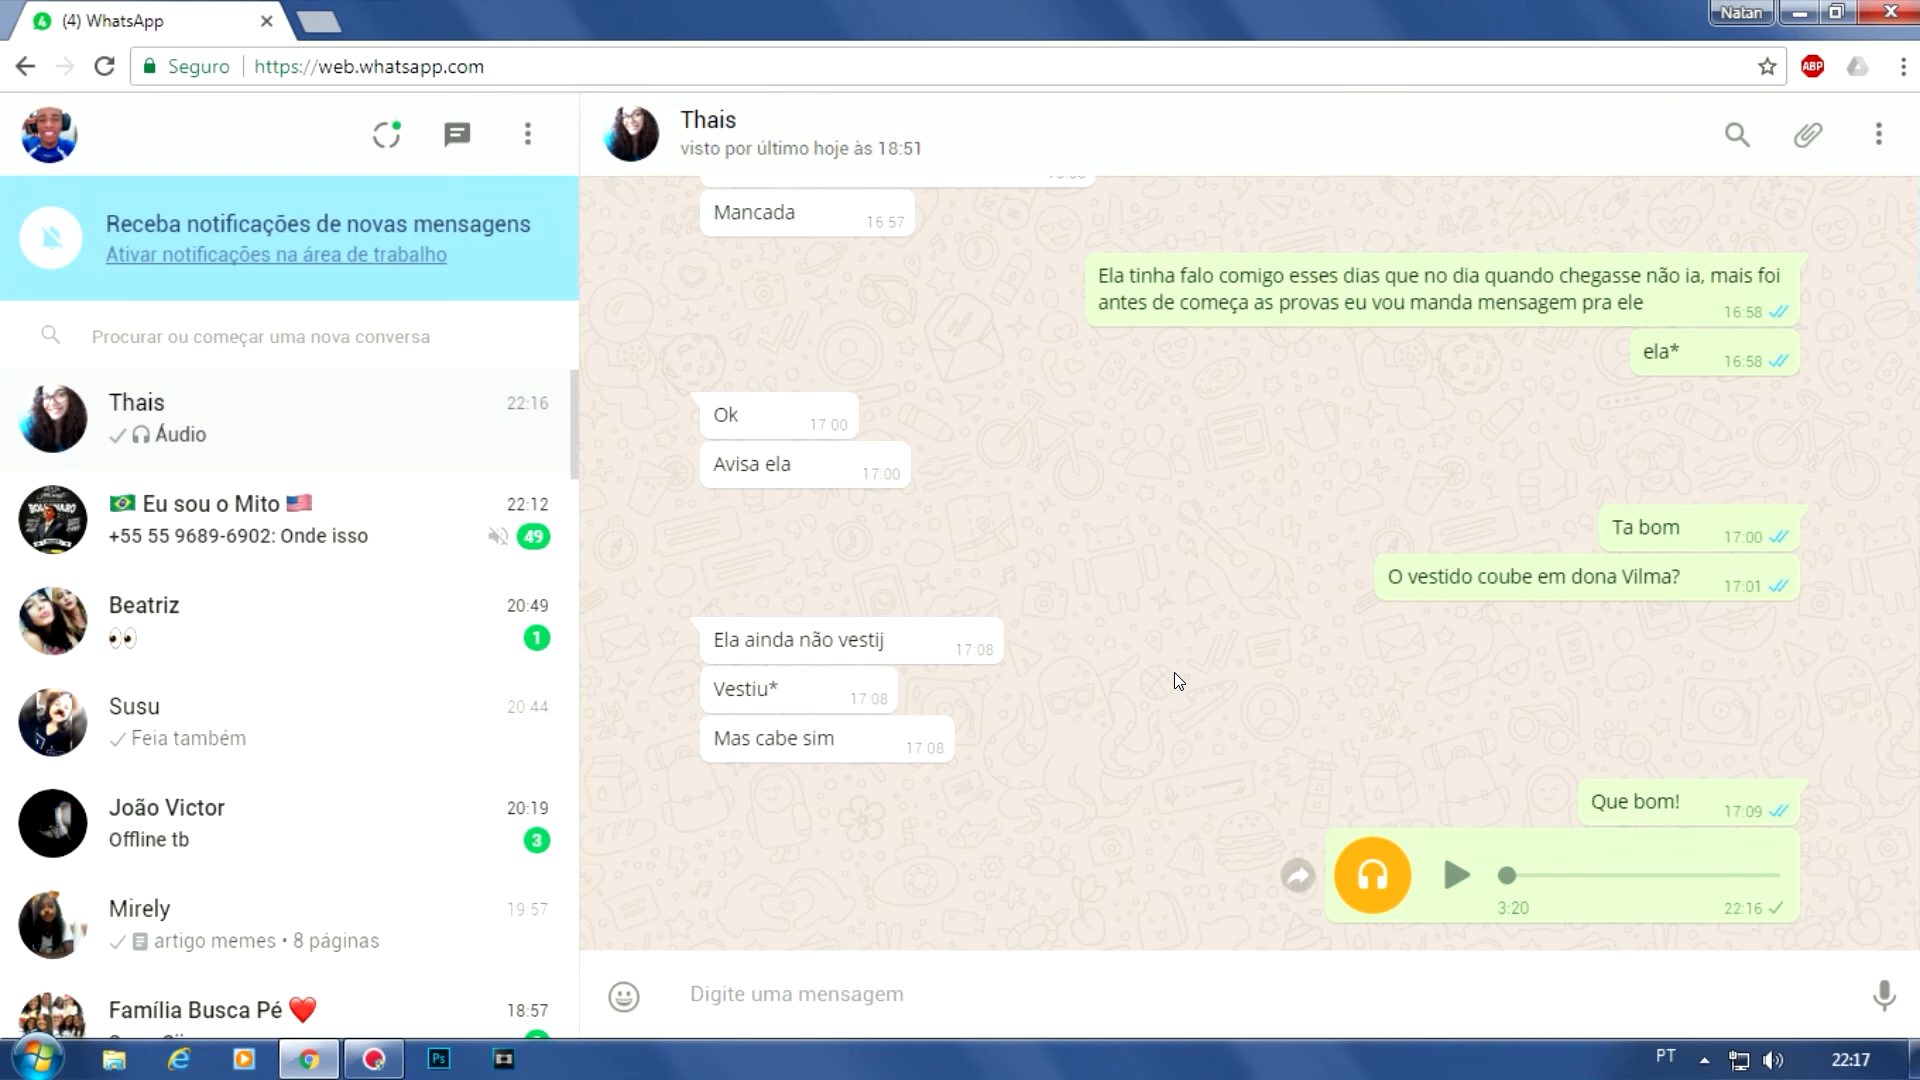 (4) WhatsApp
Natan
Seguro
https://web.whatsapp.com
ABP
Thais
visto por último hoje às 18:51
Receba notificações de novas mensagens
Ativar notificações na área de trabalho
Procurar ou começar uma nova conversa
Thais 22:16
Áudio
Eu sou o Mito 22:12
+55 55 9689-6902: Onde isso 49
Beatriz 20:49
1
Susu 20:44
Feia também
João Victor 20:19
Offline tb 3
Mirely 19:57
artigo memes • 8 páginas
Família Busca Pé 18:57
Mancada 16:57
Ela tinha falo comigo esses dias que no dia quando chegasse não ia, mais foi
antes de começa as provas eu vou manda mensagem pra ele 16:58
ela* 16:58
Ok 17:00
Avisa ela 17:00
Ta bom 17:00
O vestido coube em dona Vilma? 17:01
Ela ainda não vestij 17:08
Vestiu* 17:08
Mas cabe sim 17:08
Que bom! 17:09
3:20 22:16
Digite uma mensagem
Ps
PT
22:17